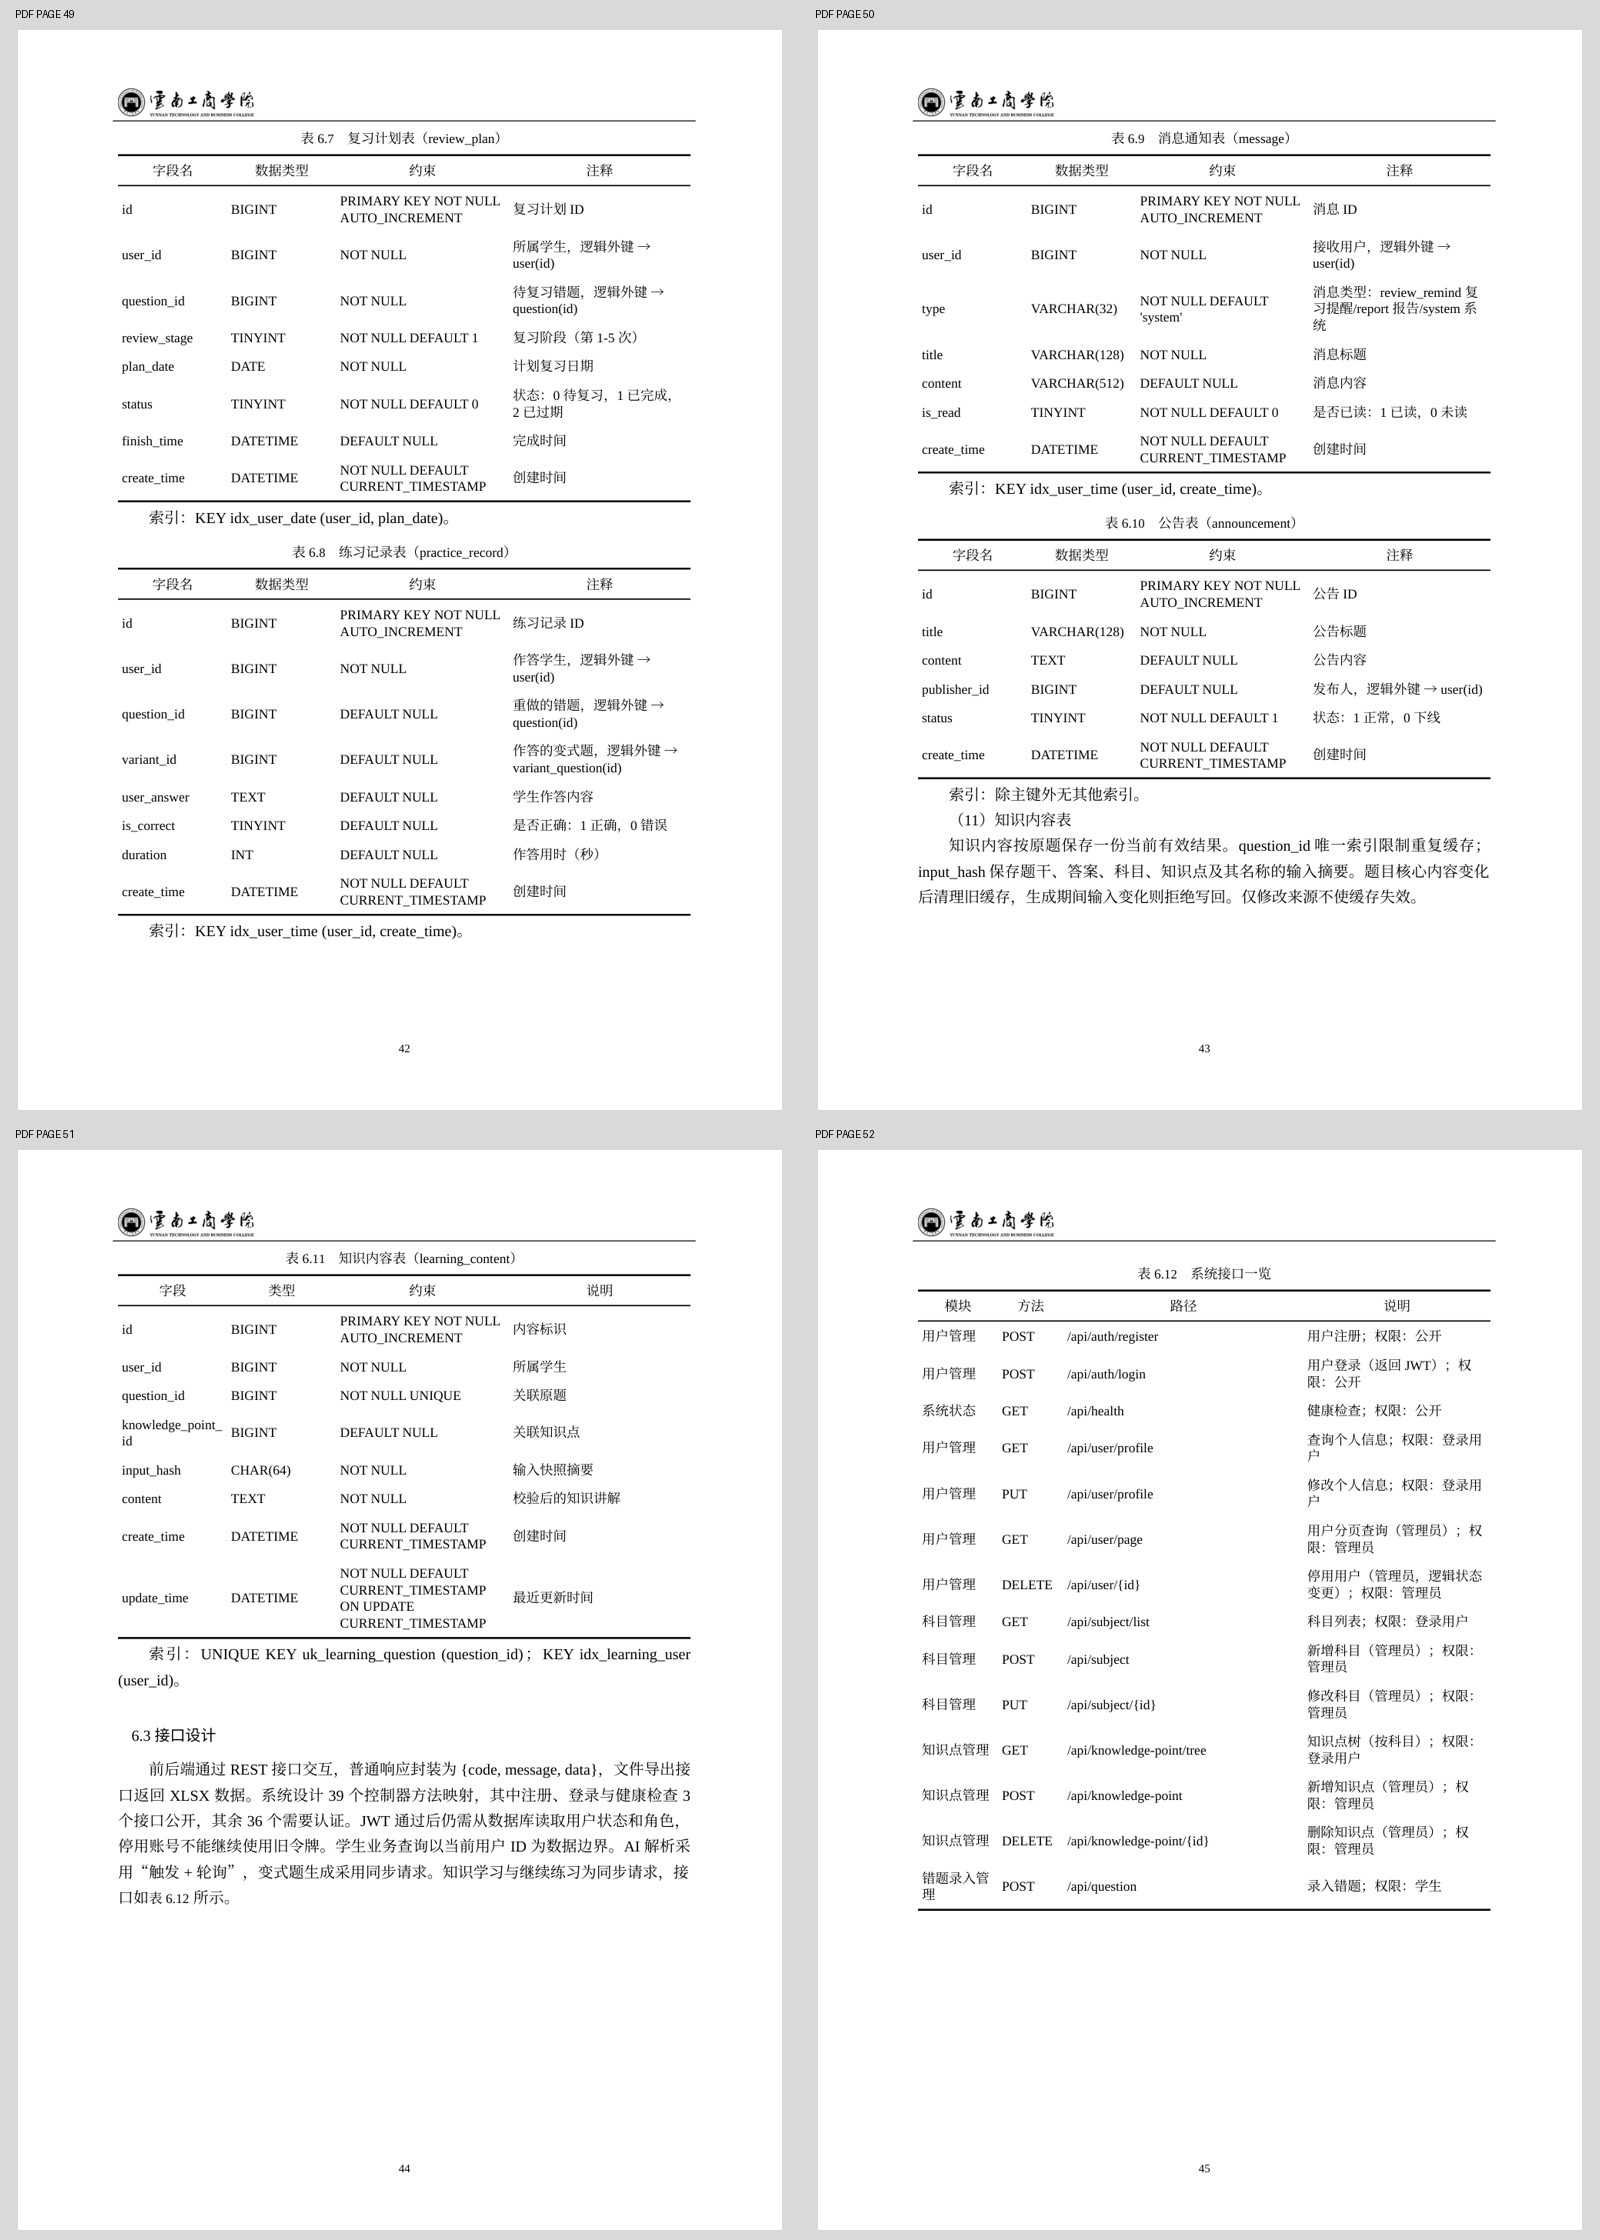 PDF PAGE 49
雲南工商學院
YUNNAN TECHNOLOGY AND BUSINESS COLLEGE
表 6.7 复习计划表（review_plan）
字段名 数据类型 约束 注释
id BIGINT PRIMARY KEY NOT NULL AUTO_INCREMENT 复习计划 ID
user_id BIGINT NOT NULL 所属学生，逻辑外键 → user(id)
question_id BIGINT NOT NULL 待复习错题，逻辑外键 → question(id)
review_stage TINYINT NOT NULL DEFAULT 1 复习阶段（第 1-5 次）
plan_date DATE NOT NULL 计划复习日期
status TINYINT NOT NULL DEFAULT 0 状态：0 待复习，1 已完成，2 已过期
finish_time DATETIME DEFAULT NULL 完成时间
create_time DATETIME NOT NULL DEFAULT CURRENT_TIMESTAMP 创建时间
索引：KEY idx_user_date (user_id, plan_date)。
表 6.8 练习记录表（practice_record）
字段名 数据类型 约束 注释
id BIGINT PRIMARY KEY NOT NULL AUTO_INCREMENT 练习记录 ID
user_id BIGINT NOT NULL 作答学生，逻辑外键 → user(id)
question_id BIGINT DEFAULT NULL 重做的错题，逻辑外键 → question(id)
variant_id BIGINT DEFAULT NULL 作答的变式题，逻辑外键 → variant_question(id)
user_answer TEXT DEFAULT NULL 学生作答内容
is_correct TINYINT DEFAULT NULL 是否正确：1 正确，0 错误
duration INT DEFAULT NULL 作答用时（秒）
create_time DATETIME NOT NULL DEFAULT CURRENT_TIMESTAMP 创建时间
索引：KEY idx_user_time (user_id, create_time)。
42
PDF PAGE 50
雲南工商學院
YUNNAN TECHNOLOGY AND BUSINESS COLLEGE
表 6.9 消息通知表（message）
字段名 数据类型 约束 注释
id BIGINT PRIMARY KEY NOT NULL AUTO_INCREMENT 消息 ID
user_id BIGINT NOT NULL 接收用户，逻辑外键 → user(id)
type VARCHAR(32) NOT NULL DEFAULT 'system' 消息类型：review_remind 复习提醒/report 报告/system 系统
title VARCHAR(128) NOT NULL 消息标题
content VARCHAR(512) DEFAULT NULL 消息内容
is_read TINYINT NOT NULL DEFAULT 0 是否已读：1 已读，0 未读
create_time DATETIME NOT NULL DEFAULT CURRENT_TIMESTAMP 创建时间
索引：KEY idx_user_time (user_id, create_time)。
表 6.10 公告表（announcement）
字段名 数据类型 约束 注释
id BIGINT PRIMARY KEY NOT NULL AUTO_INCREMENT 公告 ID
title VARCHAR(128) NOT NULL 公告标题
content TEXT DEFAULT NULL 公告内容
publisher_id BIGINT DEFAULT NULL 发布人，逻辑外键 → user(id)
status TINYINT NOT NULL DEFAULT 1 状态：1 正常，0 下线
create_time DATETIME NOT NULL DEFAULT CURRENT_TIMESTAMP 创建时间
索引：除主键外无其他索引。
（11）知识内容表
知识内容按原题保存一份当前有效结果。question_id 唯一索引限制重复缓存；
input_hash 保存题干、答案、科目、知识点及其名称的输入摘要。题目核心内容变化
后清理旧缓存，生成期间输入变化则拒绝写回。仅修改来源不使缓存失效。
43
PDF PAGE 51
雲南工商學院
YUNNAN TECHNOLOGY AND BUSINESS COLLEGE
表 6.11 知识内容表（learning_content）
字段 类型 约束 说明
id BIGINT PRIMARY KEY NOT NULL AUTO_INCREMENT 内容标识
user_id BIGINT NOT NULL 所属学生
question_id BIGINT NOT NULL UNIQUE 关联原题
knowledge_point_id BIGINT DEFAULT NULL 关联知识点
input_hash CHAR(64) NOT NULL 输入快照摘要
content TEXT NOT NULL 校验后的知识讲解
create_time DATETIME NOT NULL DEFAULT CURRENT_TIMESTAMP 创建时间
update_time DATETIME NOT NULL DEFAULT CURRENT_TIMESTAMP ON UPDATE CURRENT_TIMESTAMP 最近更新时间
索引：UNIQUE KEY uk_learning_question (question_id)；KEY idx_learning_user
(user_id)。
6.3 接口设计
前后端通过 REST 接口交互，普通响应封装为 {code, message, data}，文件导出接
口返回 XLSX 数据。系统设计 39 个控制器方法映射，其中注册、登录与健康检查 3
个接口公开，其余 36 个需要认证。JWT 通过后仍需从数据库读取用户状态和角色，
停用账号不能继续使用旧令牌。学生业务查询以当前用户 ID 为数据边界。AI 解析采
用“触发 + 轮询”，变式题生成采用同步请求。知识学习与继续练习为同步请求，接
口如表 6.12 所示。
44
PDF PAGE 52
雲南工商學院
YUNNAN TECHNOLOGY AND BUSINESS COLLEGE
表 6.12 系统接口一览
模块 方法 路径 说明
用户管理 POST /api/auth/register 用户注册；权限：公开
用户管理 POST /api/auth/login 用户登录（返回 JWT）；权限：公开
系统状态 GET /api/health 健康检查；权限：公开
用户管理 GET /api/user/profile 查询个人信息；权限：登录用户
用户管理 PUT /api/user/profile 修改个人信息；权限：登录用户
用户管理 GET /api/user/page 用户分页查询（管理员）；权限：管理员
用户管理 DELETE /api/user/{id} 停用用户（管理员，逻辑状态变更）；权限：管理员
科目管理 GET /api/subject/list 科目列表；权限：登录用户
科目管理 POST /api/subject 新增科目（管理员）；权限：管理员
科目管理 PUT /api/subject/{id} 修改科目（管理员）；权限：管理员
知识点管理 GET /api/knowledge-point/tree 知识点树（按科目）；权限：登录用户
知识点管理 POST /api/knowledge-point 新增知识点（管理员）；权限：管理员
知识点管理 DELETE /api/knowledge-point/{id} 删除知识点（管理员）；权限：管理员
错题录入管理 POST /api/question 录入错题；权限：学生
45